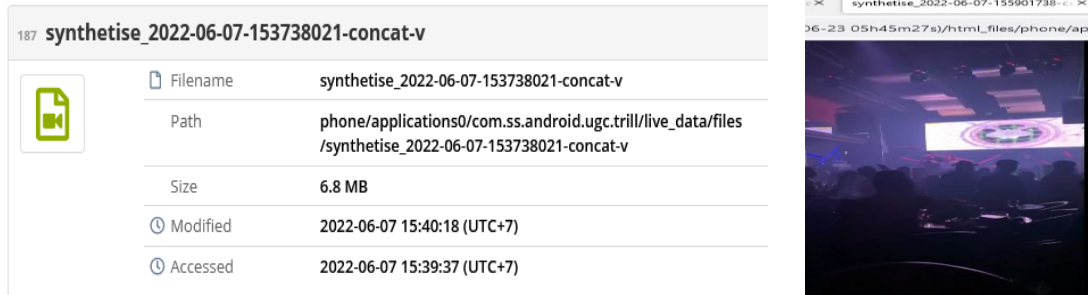 187 synthetise_2022-06-07-153738021-concat-v
Filename synthetise_2022-06-07-153738021-concat-v
Path phone/applications0/com.ss.android.ugc.trill/live_data/files
/synthetise_2022-06-07-153738021-concat-v
Size 6.8 MB
Modified 2022-06-07 15:40:18 (UTC+7)
Accessed 2022-06-07 15:39:37 (UTC+7)
synthetise_2022-06-07-155901738-c
06-23 05h45m27s)/html_files/phone/ap